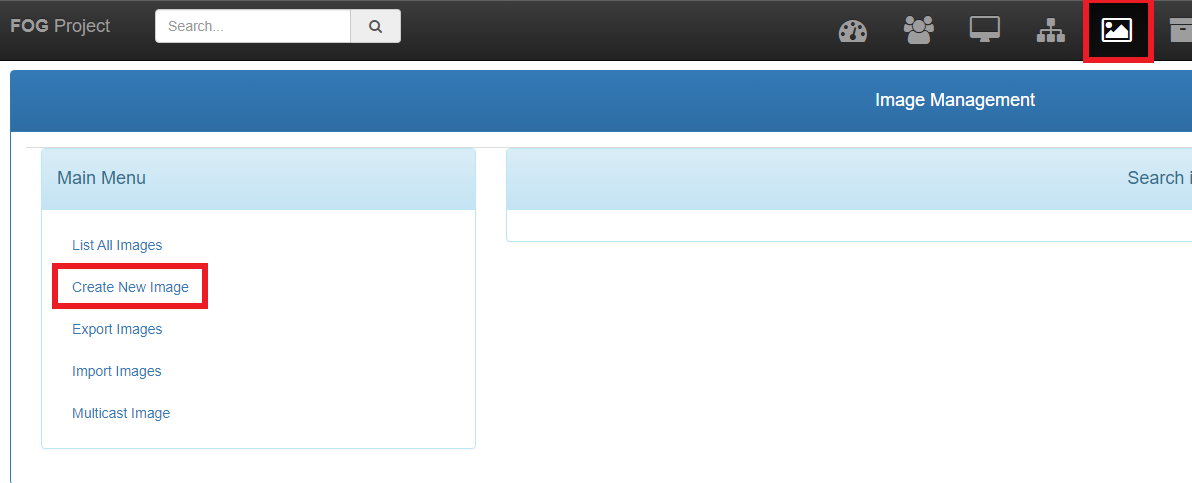 FOG Project
Search...
Image Management
Main Menu
Search i
List All Images
Create New Image
Export Images
Import Images
Multicast Image